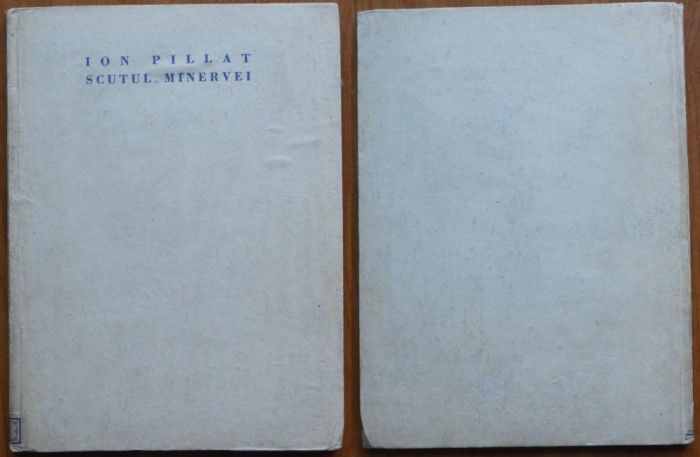 ION PILLAT
SCUTUL MINERVEI